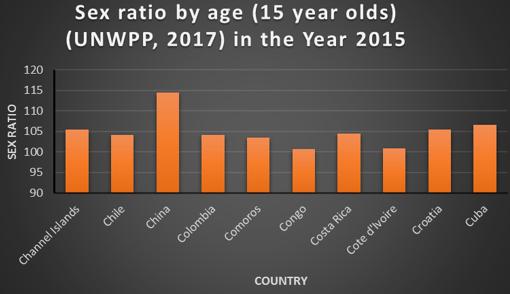 Sex ratio by age (15 year olds)
(UNWPP, 2017) in the Year 2015
SEX RATIO
120
115
110
105
100
95
90
Channel Islands
Chile
China
Colombia
Comoros
Congo
Costa Rica
Cote d'Ivoire
Croatia
Cuba
COUNTRY